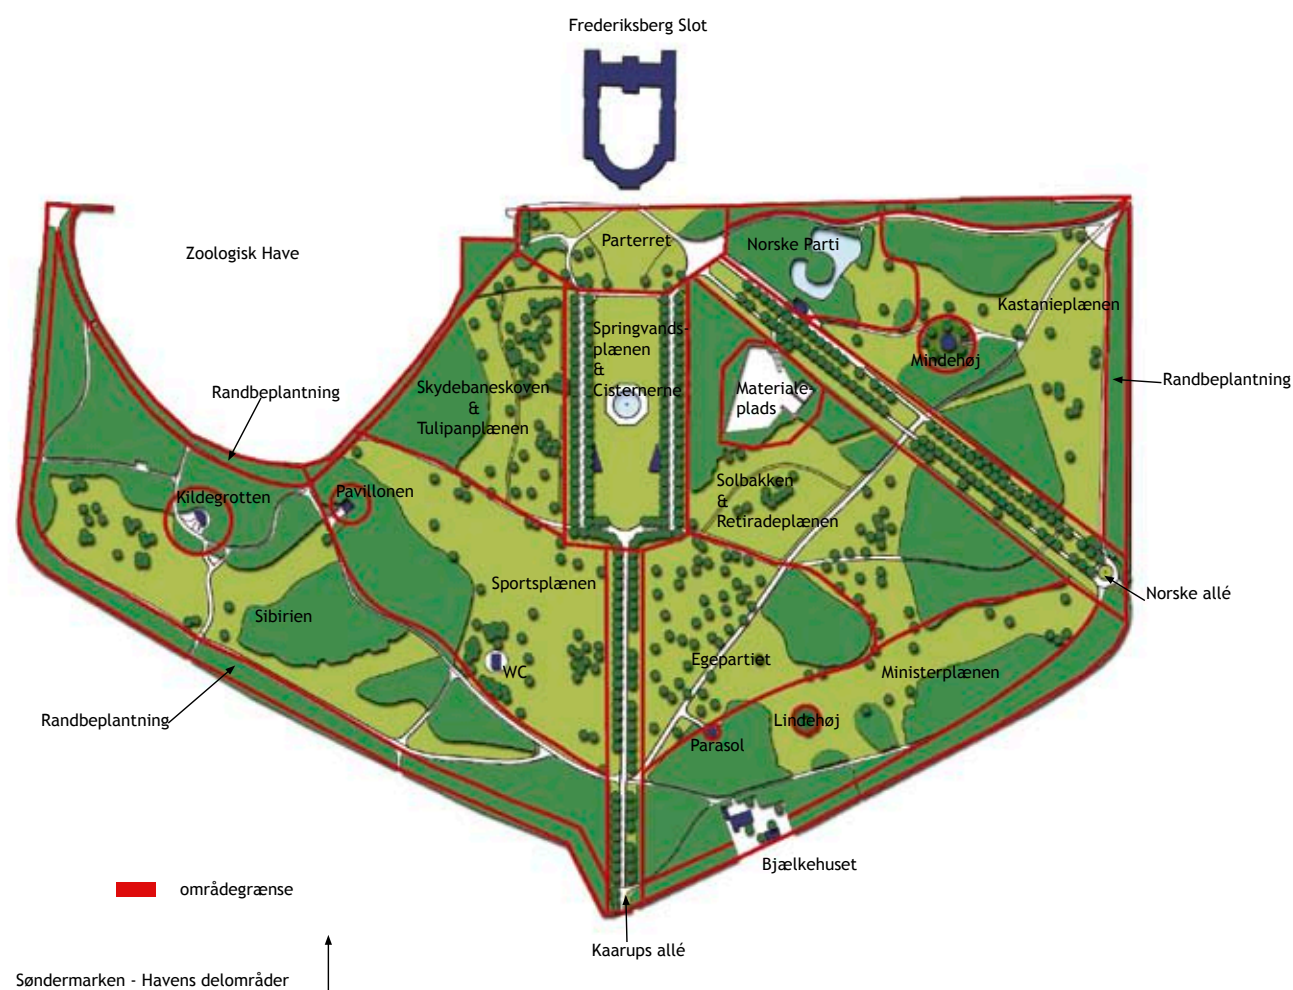 Frederiksberg Slot
Zoologisk Have
Parterret
Norske Parti
Kastanieplænen
Springvands-
plænen
&
Cisternerne
Mindehøj
Randbeplantning
Randbeplantning
Skydebaneskoven
&
Tulipanplænen
Materiale-
plads
Kildegrotten
Pavillonen
Solbakken
&
Retiradeplænen
Sportsplænen
Norske allé
Sibirien
WC
Egepartiet
Ministerplænen
Randbeplantning
Lindehøj
Parasol
Bjælkehuset
områdegrænse
Kaarups allé
Søndermarken - Havens delområder